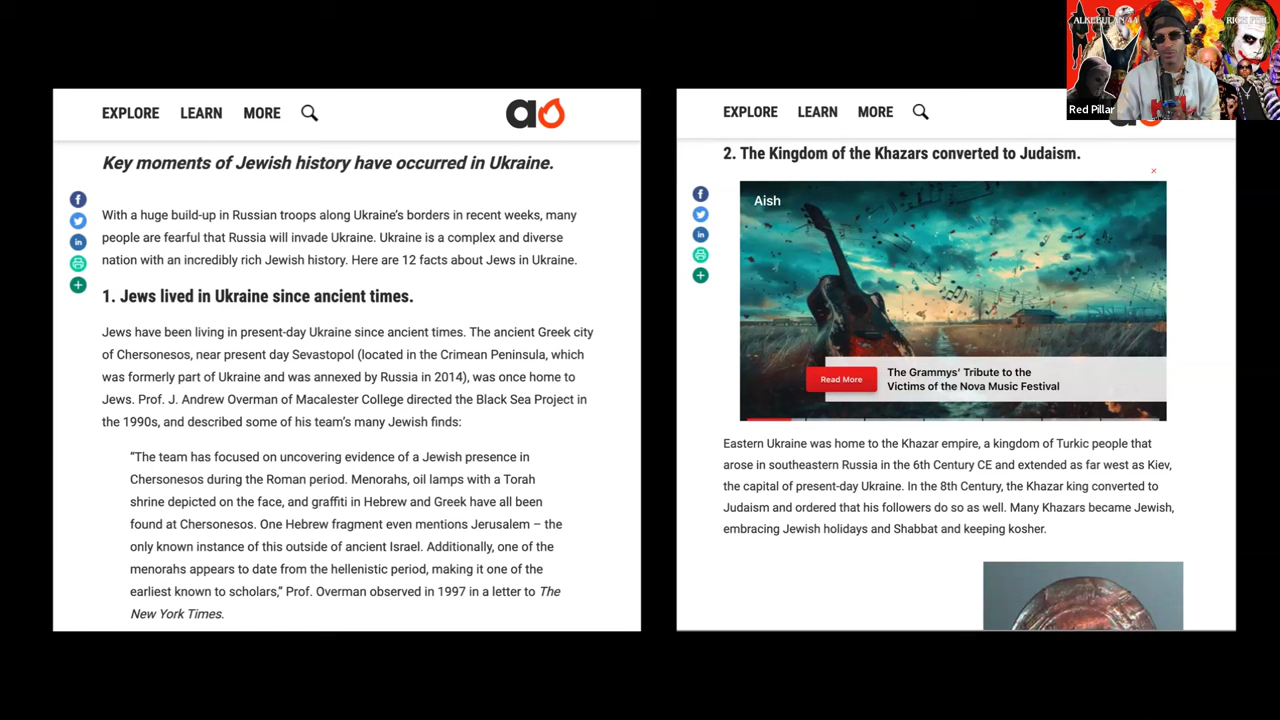 EXPLORE LEARN MORE
ao
Key moments of Jewish history have occurred in Ukraine.
With a huge build-up in Russian troops along Ukraine's borders in recent weeks, many
people are fearful that Russia will invade Ukraine. Ukraine is a complex and diverse
nation with an incredibly rich Jewish history. Here are 12 facts about Jews in Ukraine.
1. Jews lived in Ukraine since ancient times.
Jews have been living in present-day Ukraine since ancient times. The ancient Greek city
of Chersonesos, near present day Sevastopol (located in the Crimean Peninsula, which
was formerly part of Ukraine and was annexed by Russia in 2014), was once home to
Jews. Prof. J. Andrew Overman of Macalester College directed the Black Sea Project in
the 1990s, and described some of his team's many Jewish finds:
“The team has focused on uncovering evidence of a Jewish presence in
Chersonesos during the Roman period. Menorahs, oil lamps with a Torah
shrine depicted on the face, and graffiti in Hebrew and Greek have all been
found at Chersonesos. One Hebrew fragment even mentions Jerusalem – the
only known instance of this outside of ancient Israel. Additionally, one of the
menorahs appears to date from the hellenistic period, making it one of the
earliest known to scholars,” Prof. Overman observed in 1997 in a letter to The
New York Times.
EXPLORE LEARN MORE
2. The Kingdom of the Khazars converted to Judaism.
Aish
Read More
The Grammys' Tribute to the
Victims of the Nova Music Festival
Eastern Ukraine was home to the Khazar empire, a kingdom of Turkic people that
arose in southeastern Russia in the 6th Century CE and extended as far west as Kiev,
the capital of present-day Ukraine. In the 8th Century, the Khazar king converted to
Judaism and ordered that his followers do so as well. Many Khazars became Jewish,
embracing Jewish holidays and Shabbat and keeping kosher.
ALKEBULAN
RICH PHIL
Red Pillar